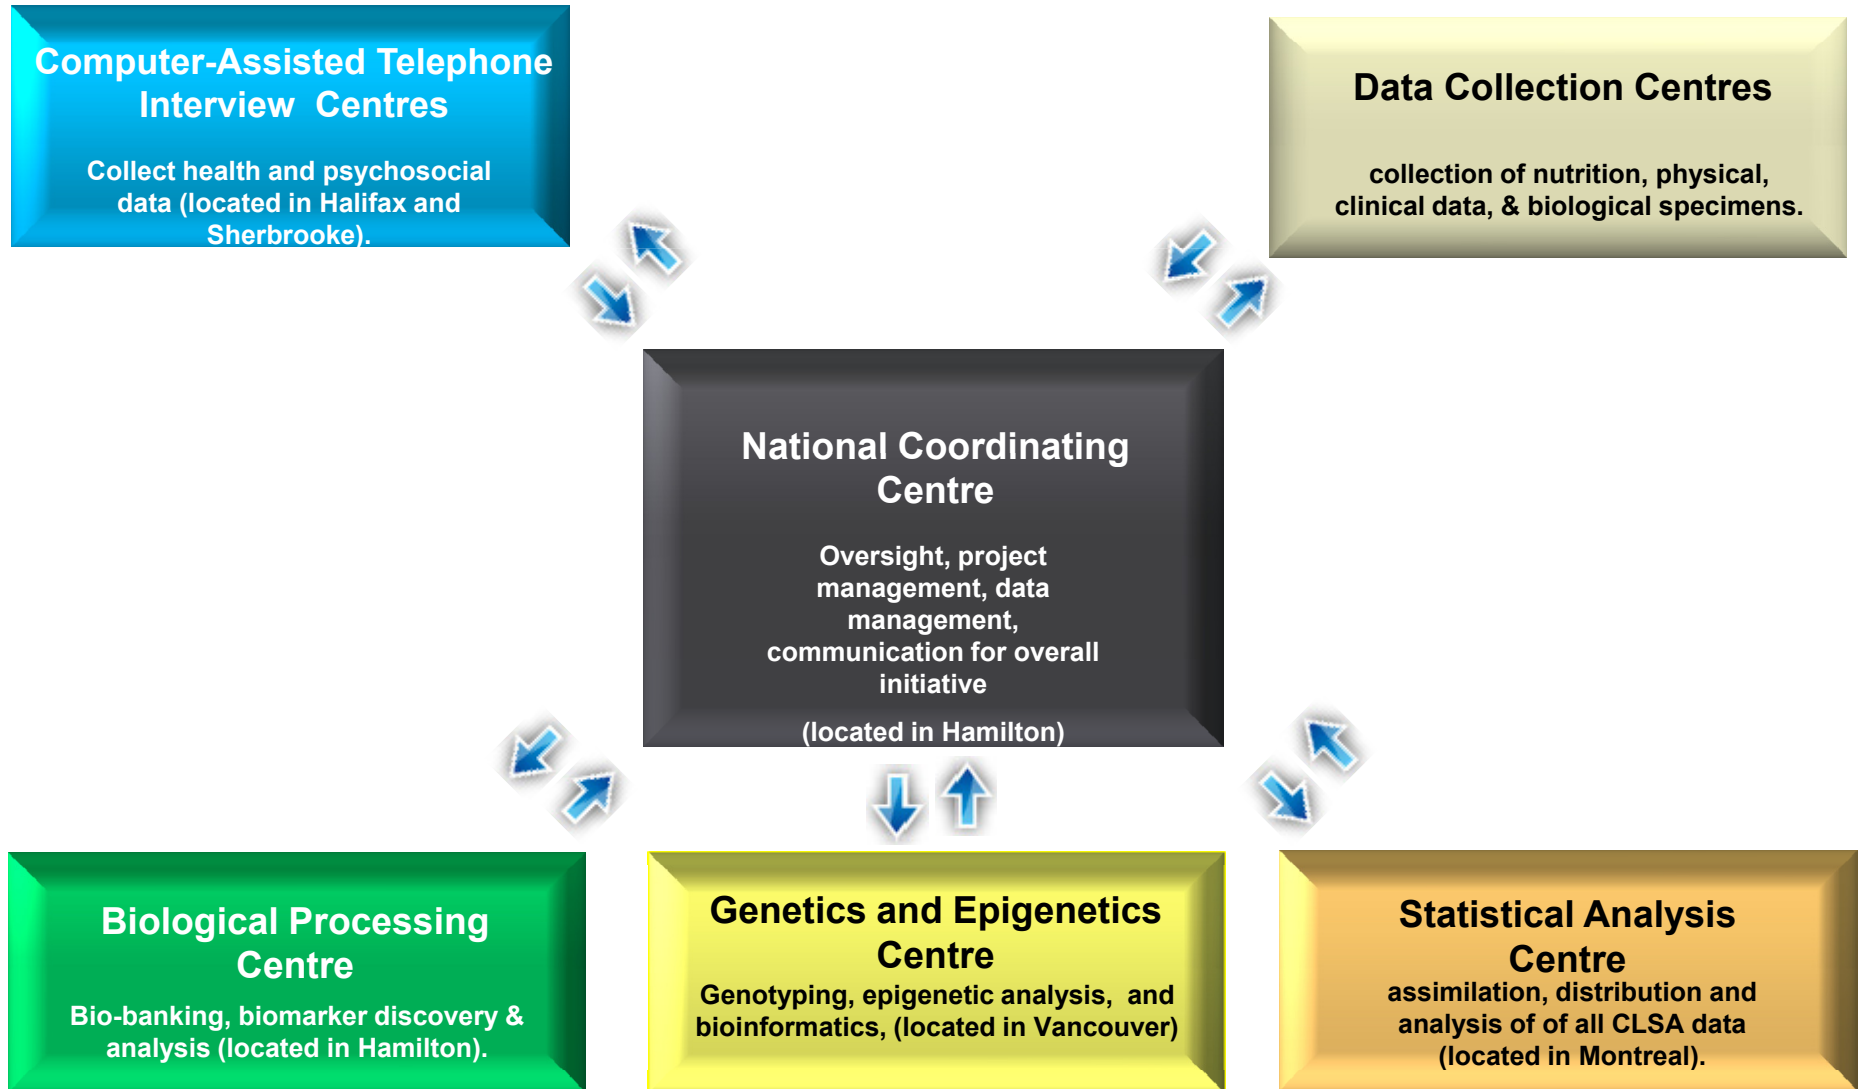 Computer-Assisted Telephone
Interview Centres
Collect health and psychosocial
data (located in Halifax and
Sherbrooke).
Data Collection Centres
collection of nutrition, physical,
clinical data, & biological specimens.
National Coordinating
Centre
Oversight, project
management, data
management,
communication for overall
initiative
(located in Hamilton)
Biological Processing
Centre
Bio-banking, biomarker discovery &
analysis (located in Hamilton).
Genetics and Epigenetics
Centre
Genotyping, epigenetic analysis, and
bioinformatics, (located in Vancouver)
Statistical Analysis
Centre
assimilation, distribution and
analysis of of all CLSA data
(located in Montreal).